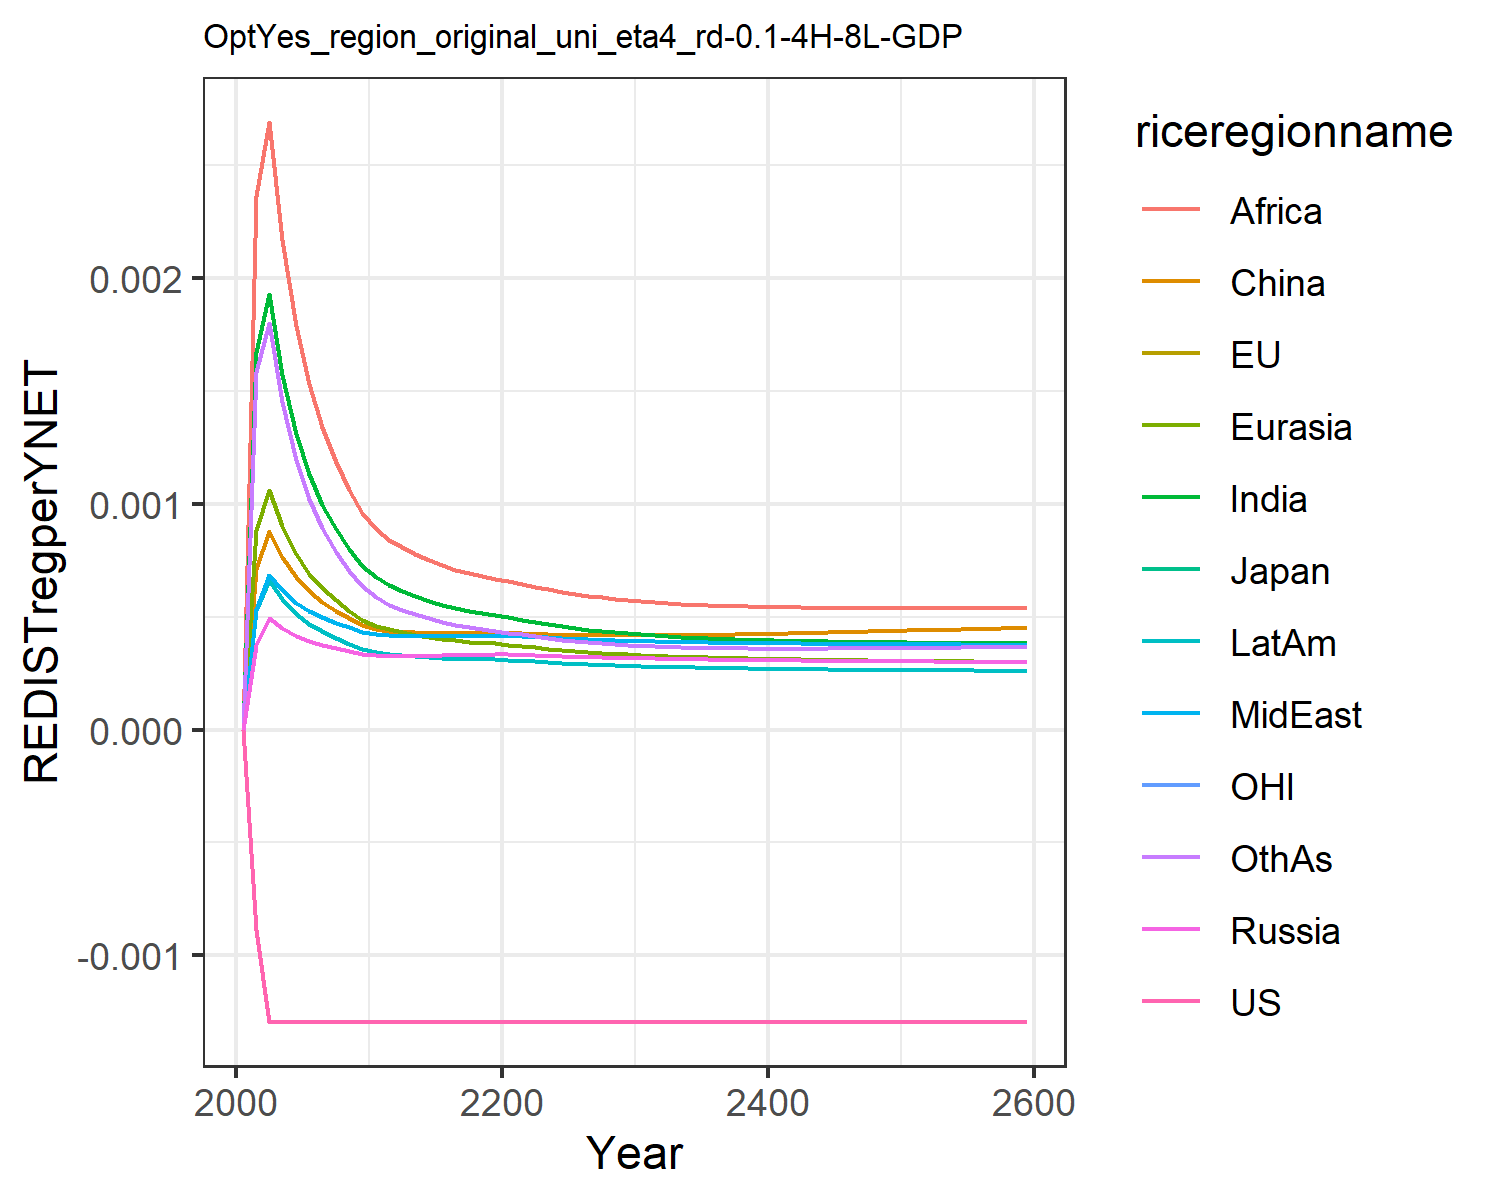 OptYes_region_original_uni_eta4_rd-0.1-4H-8L-GDP
REDISTregperYNET
0.002
0.001
0.000
-0.001
2000
2200
2400
2600
Year
riceregionname
Africa
China
EU
Eurasia
India
Japan
LatAm
MidEast
OHI
OthAs
Russia
US